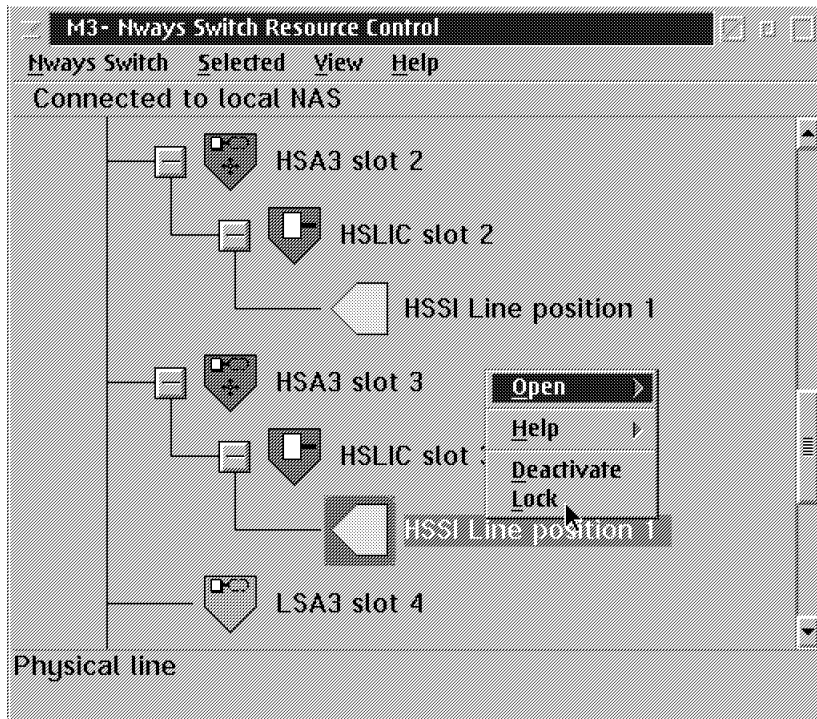 M3- Nways Switch Resource Control
Nways Switch Selected View Help
Connected to local NAS
HSA3 slot 2
HSLIC slot 2
HSSI Line position 1
HSA3 slot 3
Open
Help
HSLIC slot
Deactivate
Lock
HSSI Line position 1
LSA3 slot 4
Physical line